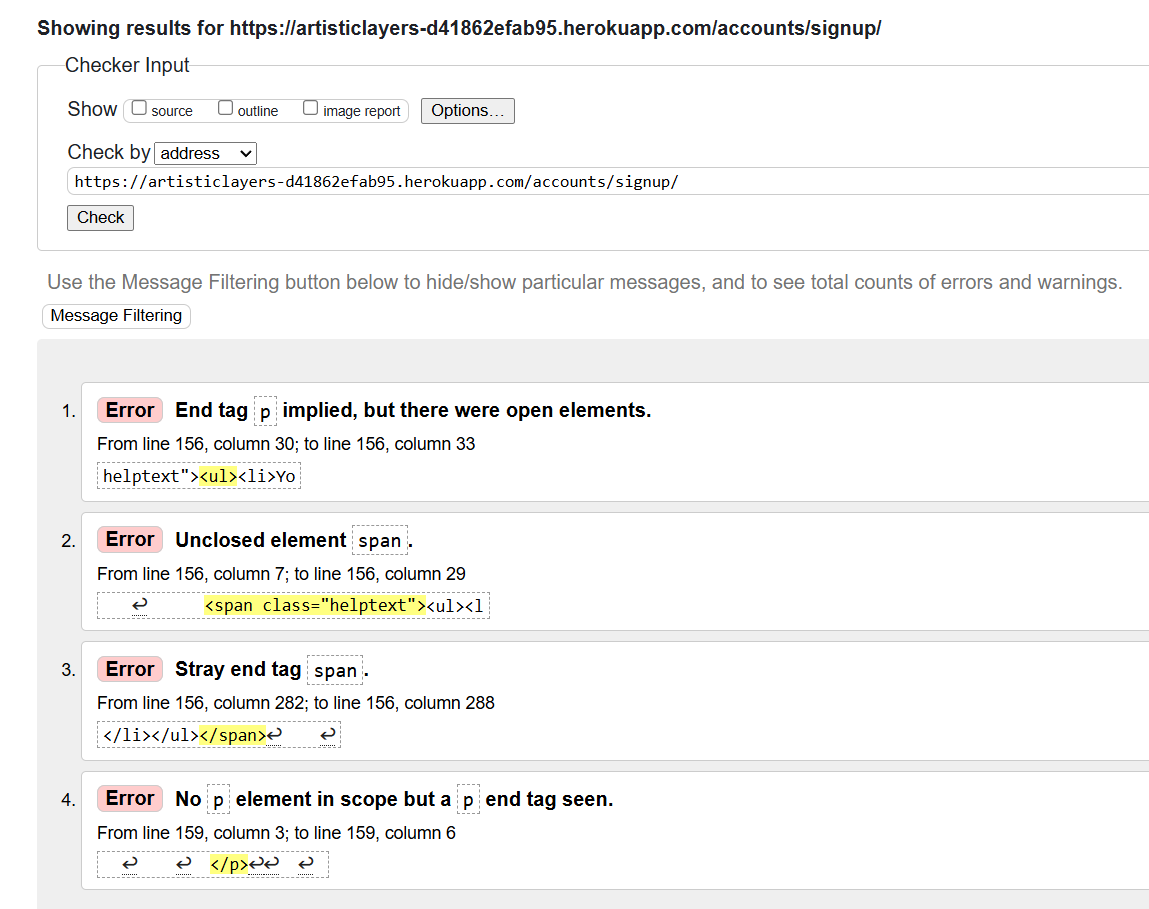 Showing results for https://artisticlayers-d41862efab95.herokuapp.com/accounts/signup/
Checker Input
Show source outline image report Options...
Check by address
https://artisticlayers-d41862efab95.herokuapp.com/accounts/signup/
Check
Use the Message Filtering button below to hide/show particular messages, and to see total counts of errors and warnings.
Message Filtering
1. Error End tag p implied, but there were open elements.
From line 156, column 30; to line 156, column 33
helptext"><ul><li>Yo
2. Error Unclosed element span.
From line 156, column 7; to line 156, column 29
↩ <span class="helptext"><ul><l
3. Error Stray end tag span.
From line 156, column 282; to line 156, column 288
</li></ul></span>↩ ↩
4. Error No p element in scope but a p end tag seen.
From line 159, column 3; to line 159, column 6
↩ ↩ </p>↩↩ ↩